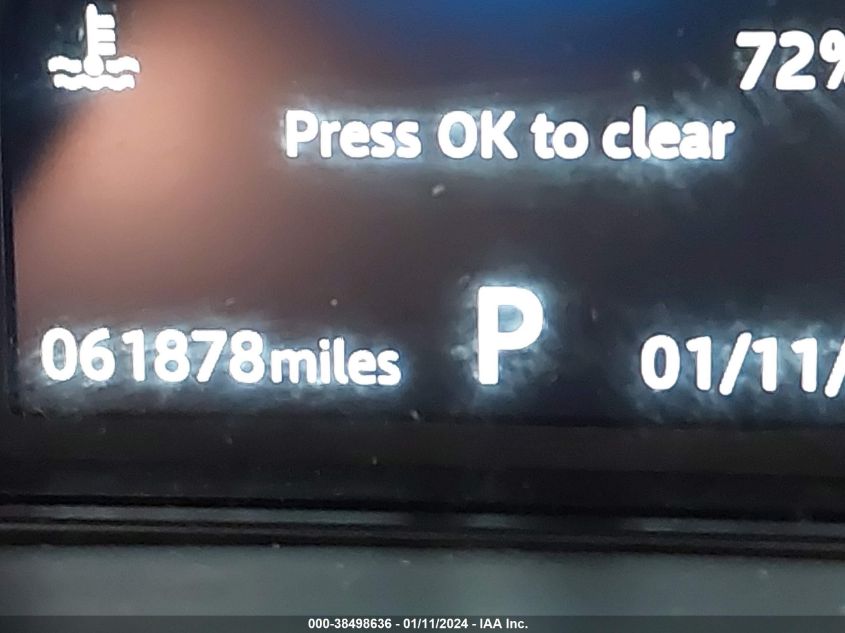 72%
Press OK to clear
061878miles
P
01/11/
000-38498636 - 01/11/2024 - IAA Inc.